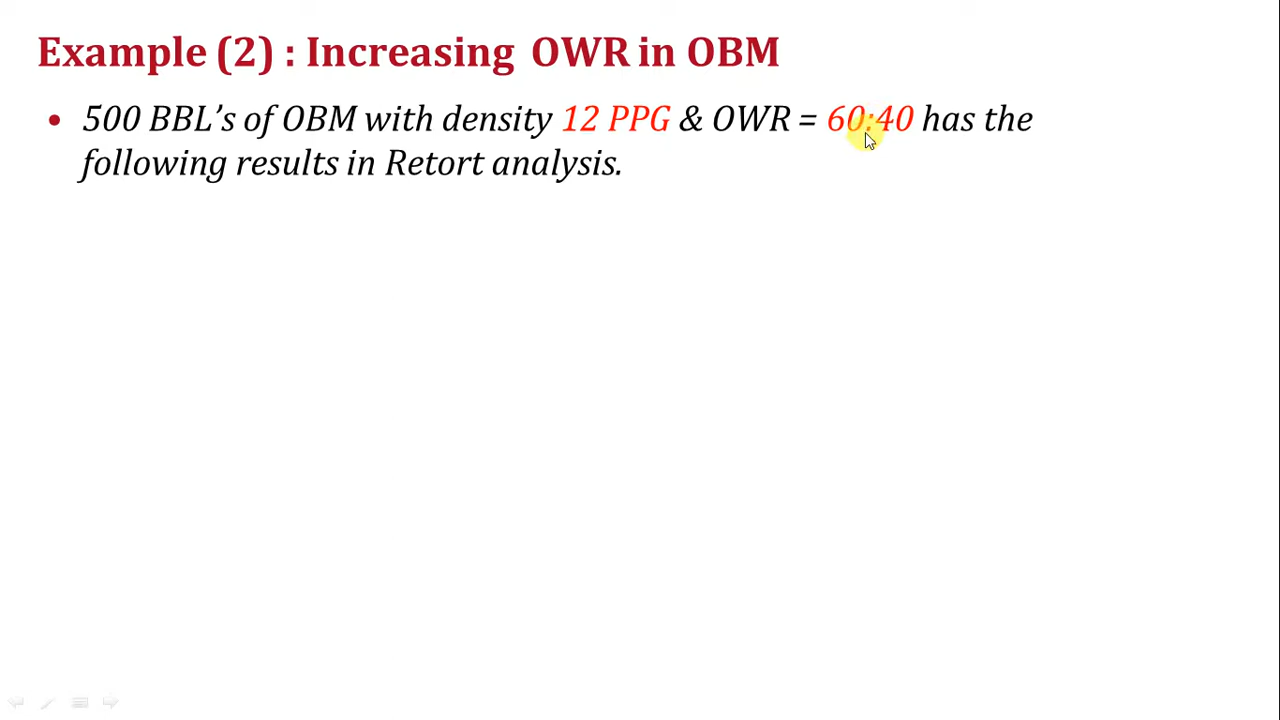 Example (2) : Increasing OWR in OBM
• 500 BBL’s of OBM with density 12 PPG & OWR = 60:40 has the
following results in Retort analysis.